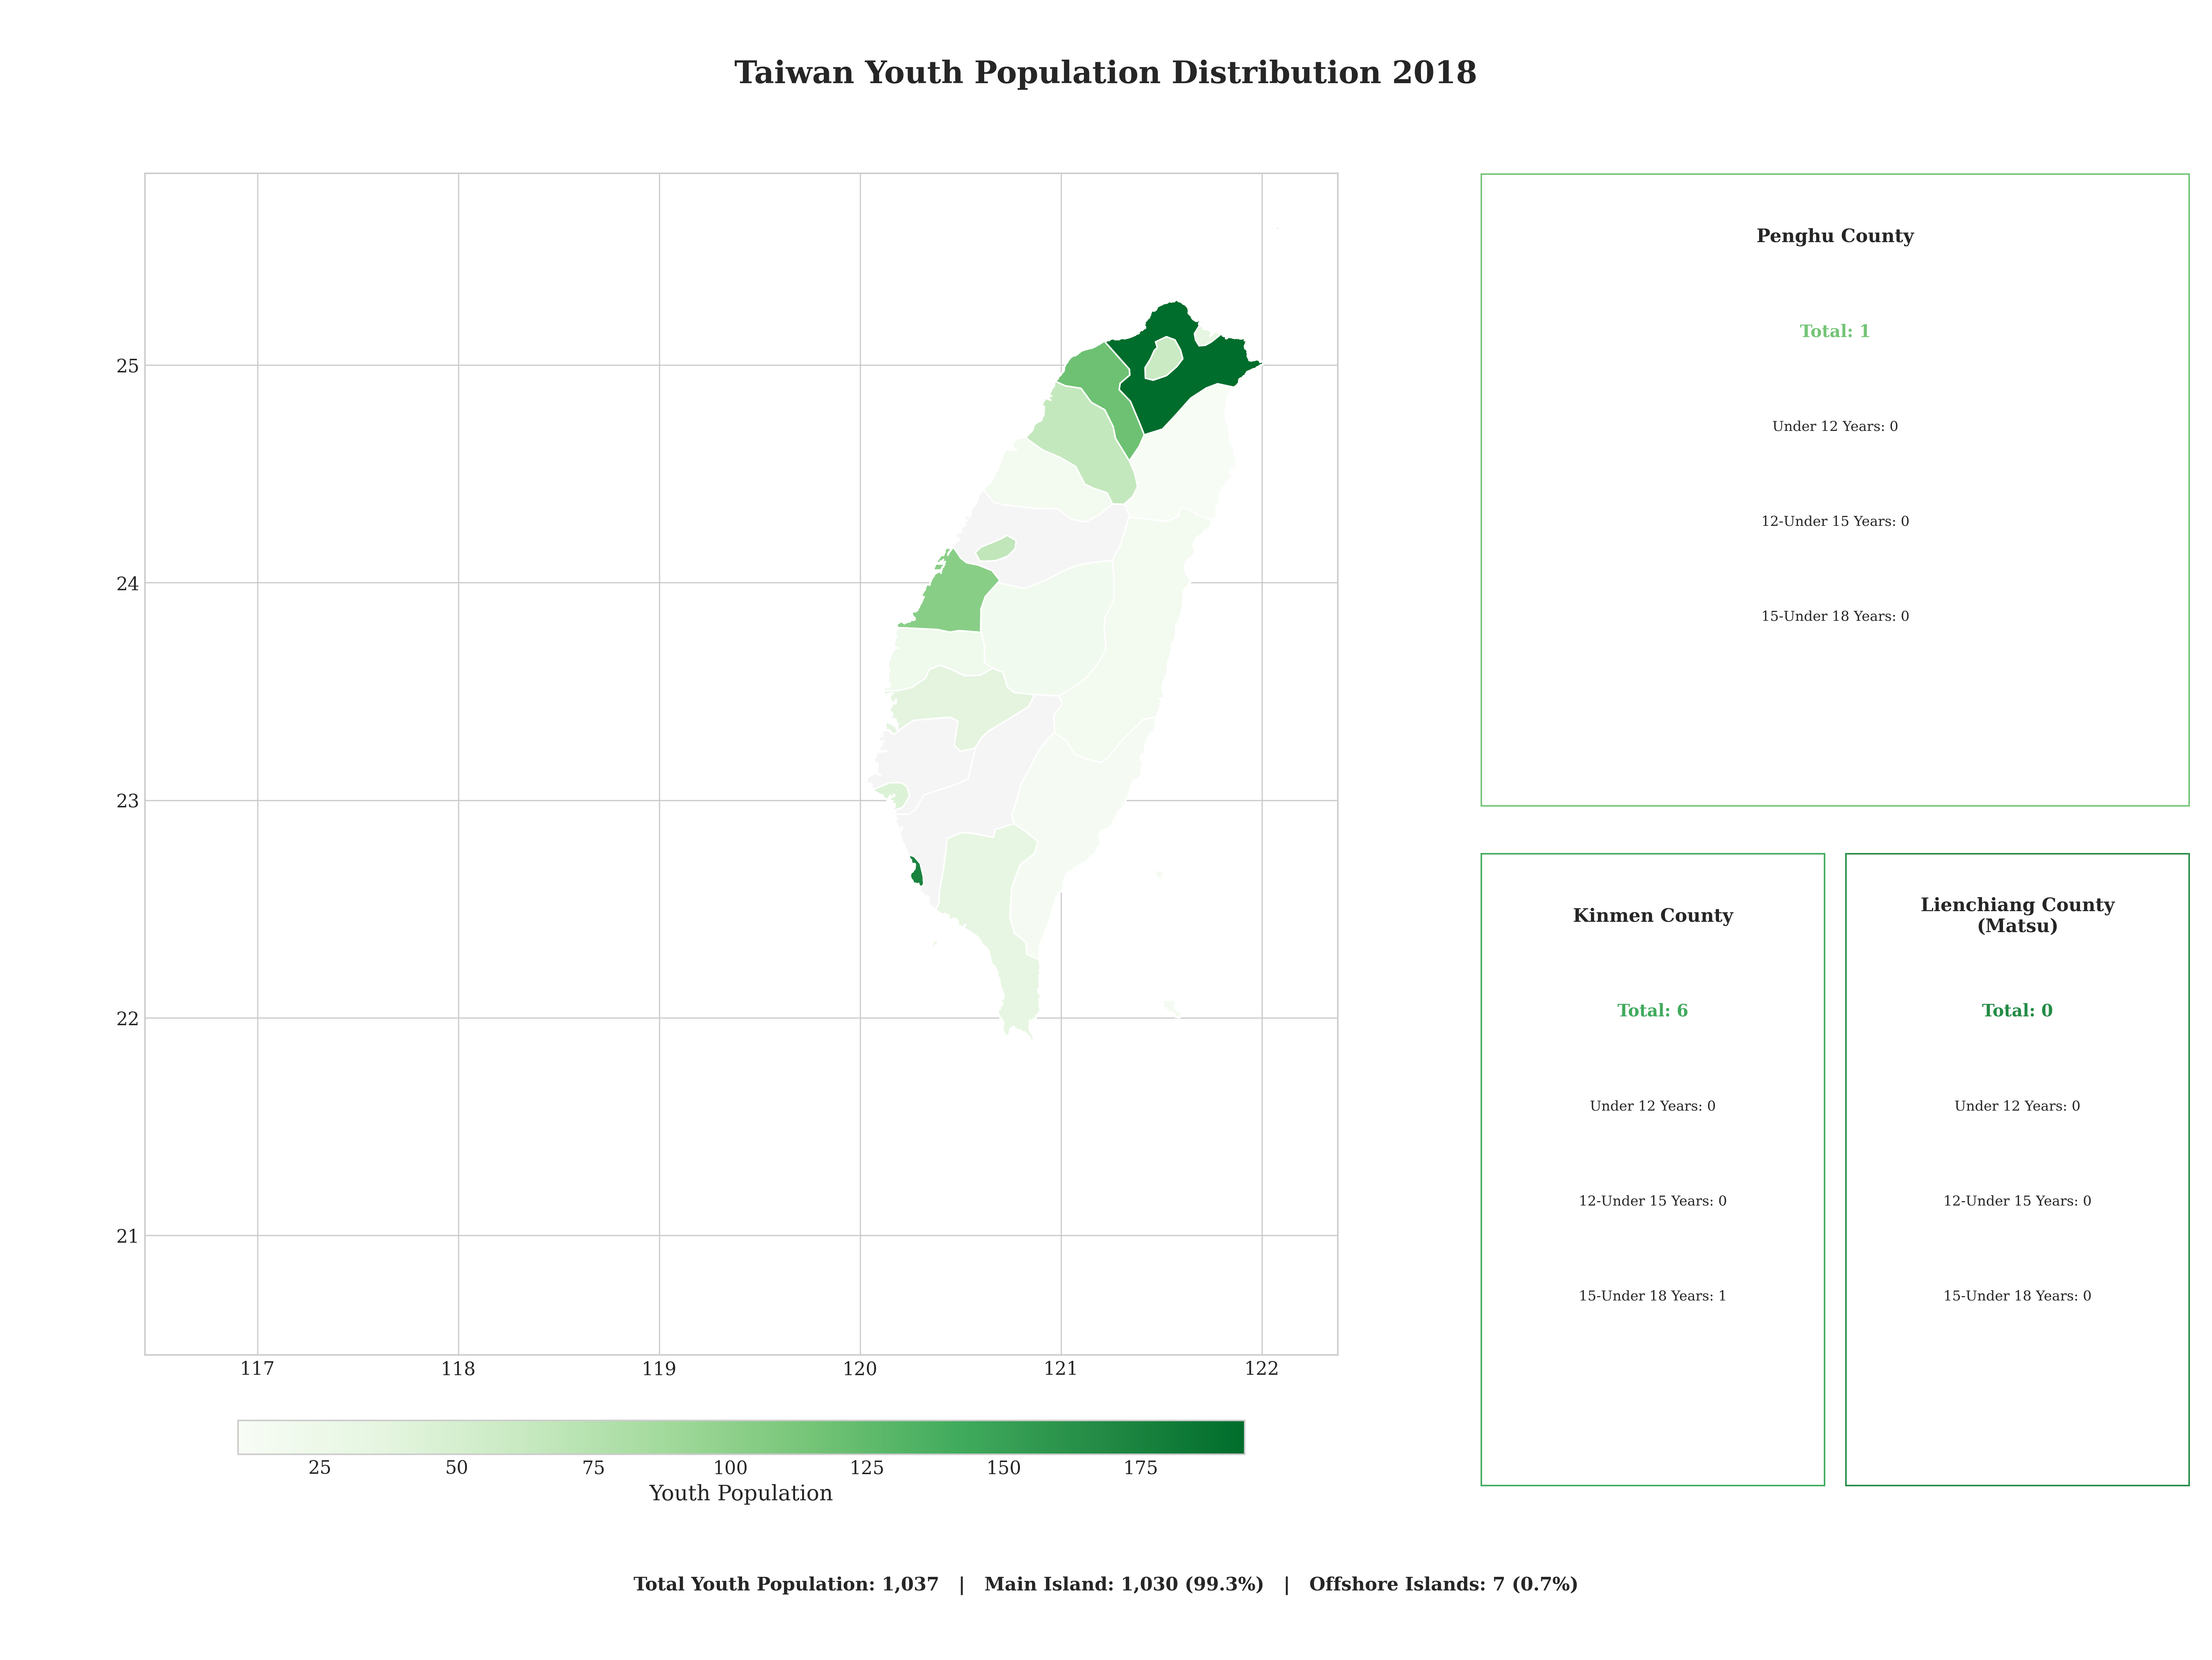 Taiwan Youth Population Distribution 2018
25
24
23
22
21
117 118 119 120 121 122
25 50 75 100 125 150 175
Youth Population
Penghu County
Total: 1
Under 12 Years: 0
12-Under 15 Years: 0
15-Under 18 Years: 0
Kinmen County
Total: 6
Under 12 Years: 0
12-Under 15 Years: 0
15-Under 18 Years: 1
Lienchiang County
(Matsu)
Total: 0
Under 12 Years: 0
12-Under 15 Years: 0
15-Under 18 Years: 0
Total Youth Population: 1,037 | Main Island: 1,030 (99.3%) | Offshore Islands: 7 (0.7%)